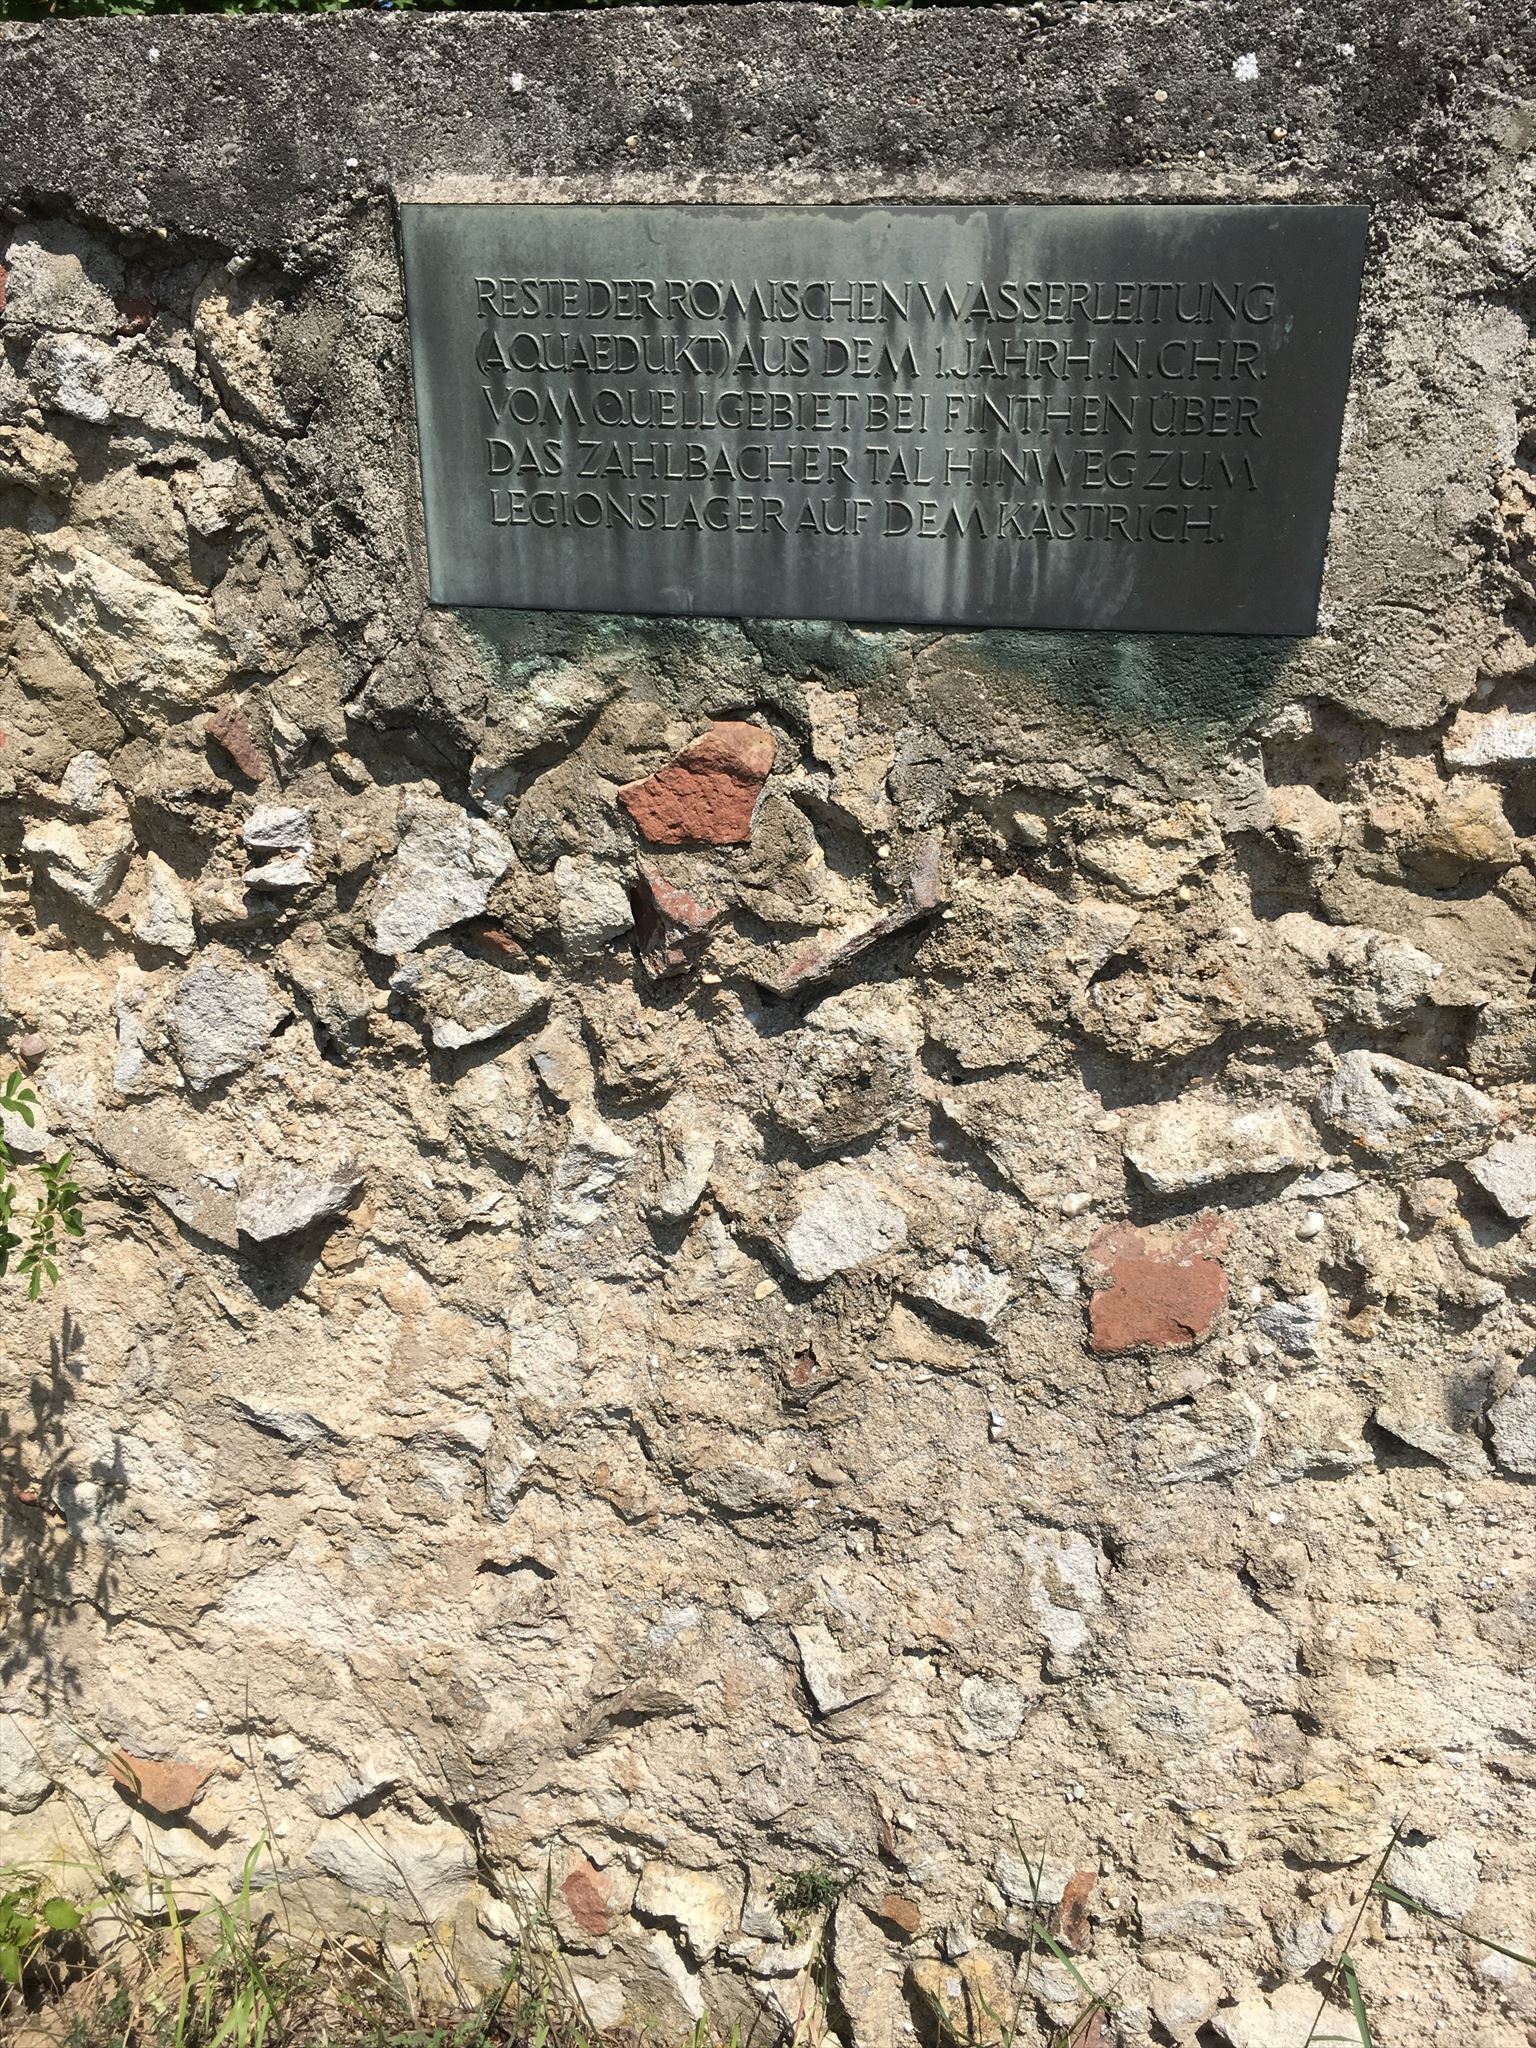 RESTE DER RÖMISCHEN WASSERLEITUNG
(AQUAEDUKT) AUS DEM 1. JAHRH. N. CHR.
VOM QUELLGEBIET BEI FINTHEN ÜBER
DAS ZAHLBACHER TAL HINWEG ZUM
LEGIONSLAGER AUF DEM KÄSTRICH.